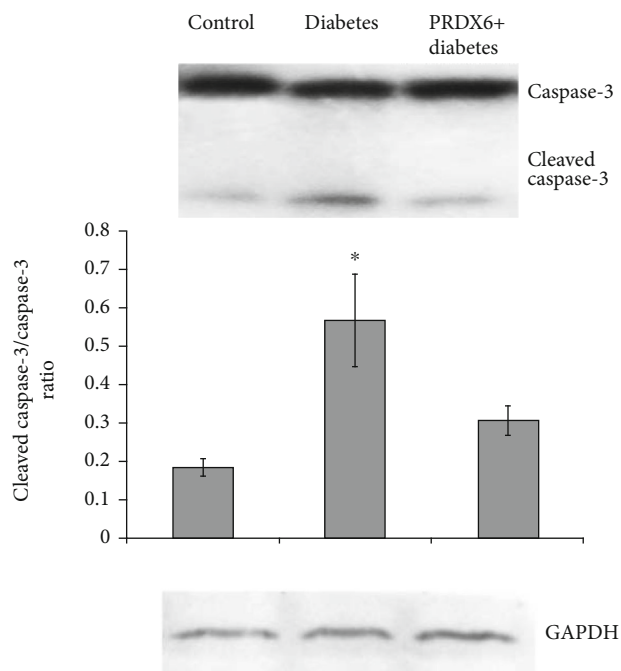 Control Diabetes PRDX6+
diabetes
Caspase-3
Cleaved
caspase-3
Cleaved caspase-3/caspase-3
ratio
0.8
0.7
*
0.6
0.5
0.4
0.3
0.2
0.1
0
GAPDH